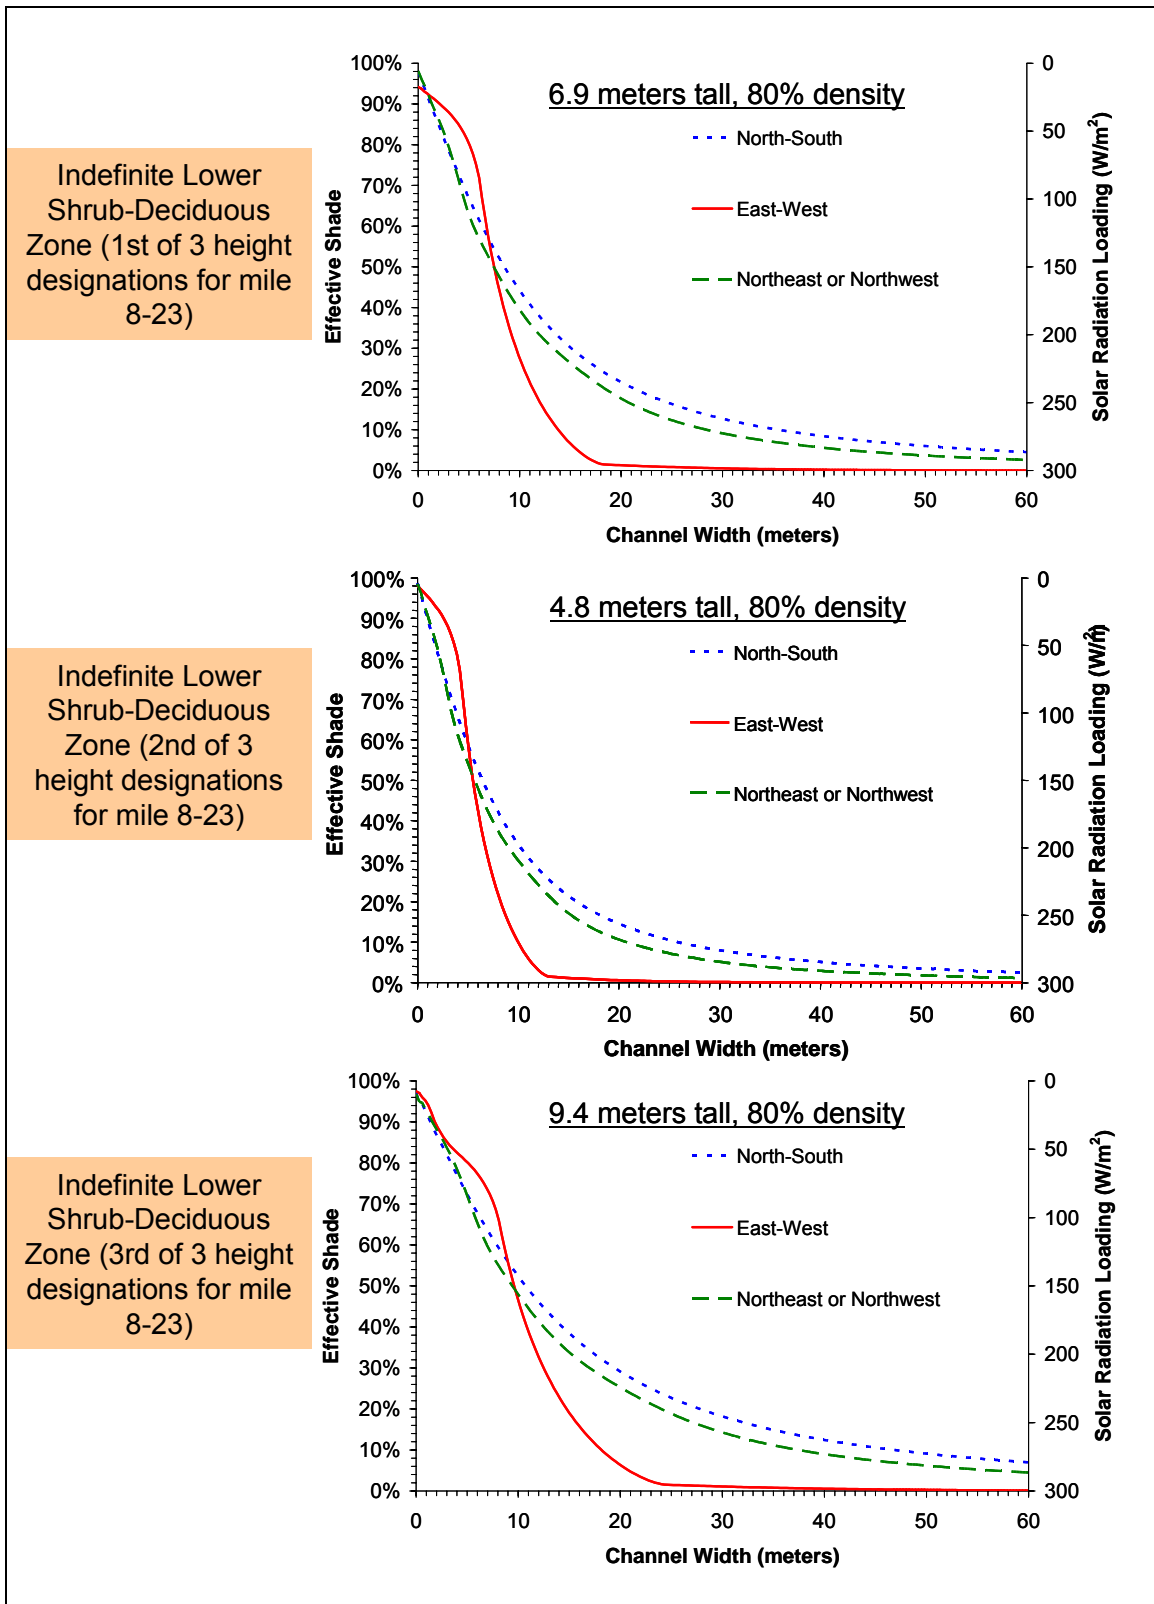 Indefinite Lower
Shrub-Deciduous
Zone (1st of 3 height
designations for mile
8-23)
6.9 meters tall, 80% density
North-South
East-West
Northeast or Northwest
Effective Shade
100%
90%
80%
70%
60%
50%
40%
30%
20%
10%
0%
0 10 20 30 40 50 60
Channel Width (meters)
0
50
100
150
200
250
300
Solar Radiation Loading (W/m²)
Indefinite Lower
Shrub-Deciduous
Zone (2nd of 3
height designations
for mile 8-23)
4.8 meters tall, 80% density
North-South
East-West
Northeast or Northwest
Effective Shade
100%
90%
80%
70%
60%
50%
40%
30%
20%
10%
0%
0 10 20 30 40 50 60
Channel Width (meters)
0
50
100
150
200
250
300
Solar Radiation Loading (W/m²)
Indefinite Lower
Shrub-Deciduous
Zone (3rd of 3 height
designations for mile
8-23)
9.4 meters tall, 80% density
North-South
East-West
Northeast or Northwest
Effective Shade
100%
90%
80%
70%
60%
50%
40%
30%
20%
10%
0%
0 10 20 30 40 50 60
Channel Width (meters)
0
50
100
150
200
250
300
Solar Radiation Loading (W/m²)